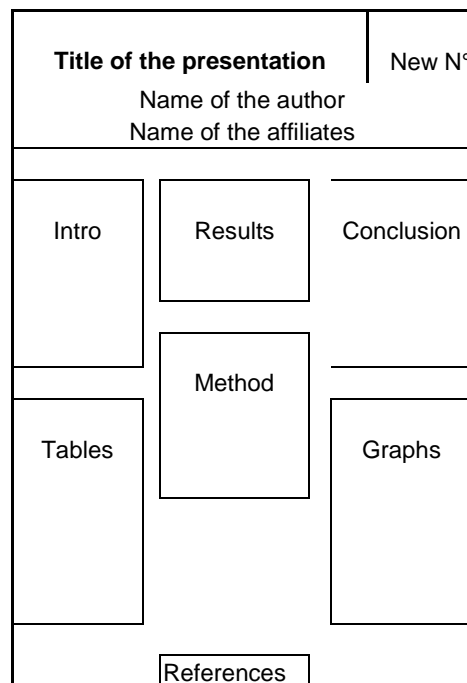 Title of the presentation
New N°
Name of the author
Name of the affiliates
Intro
Results
Conclusion
Method
Tables
Graphs
References